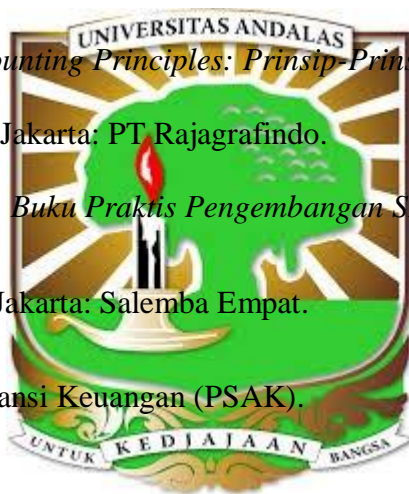 UNIVERSITAS ANDALAS
ounting Principles: Prinsip-Prins
Jakarta: PT Rajagrafindo.
Buku Praktis Pengembangan S
Jakarta: Salemba Empat.
ansi Keuangan (PSAK).
UNTUK KEDJAJAAN BANGSA